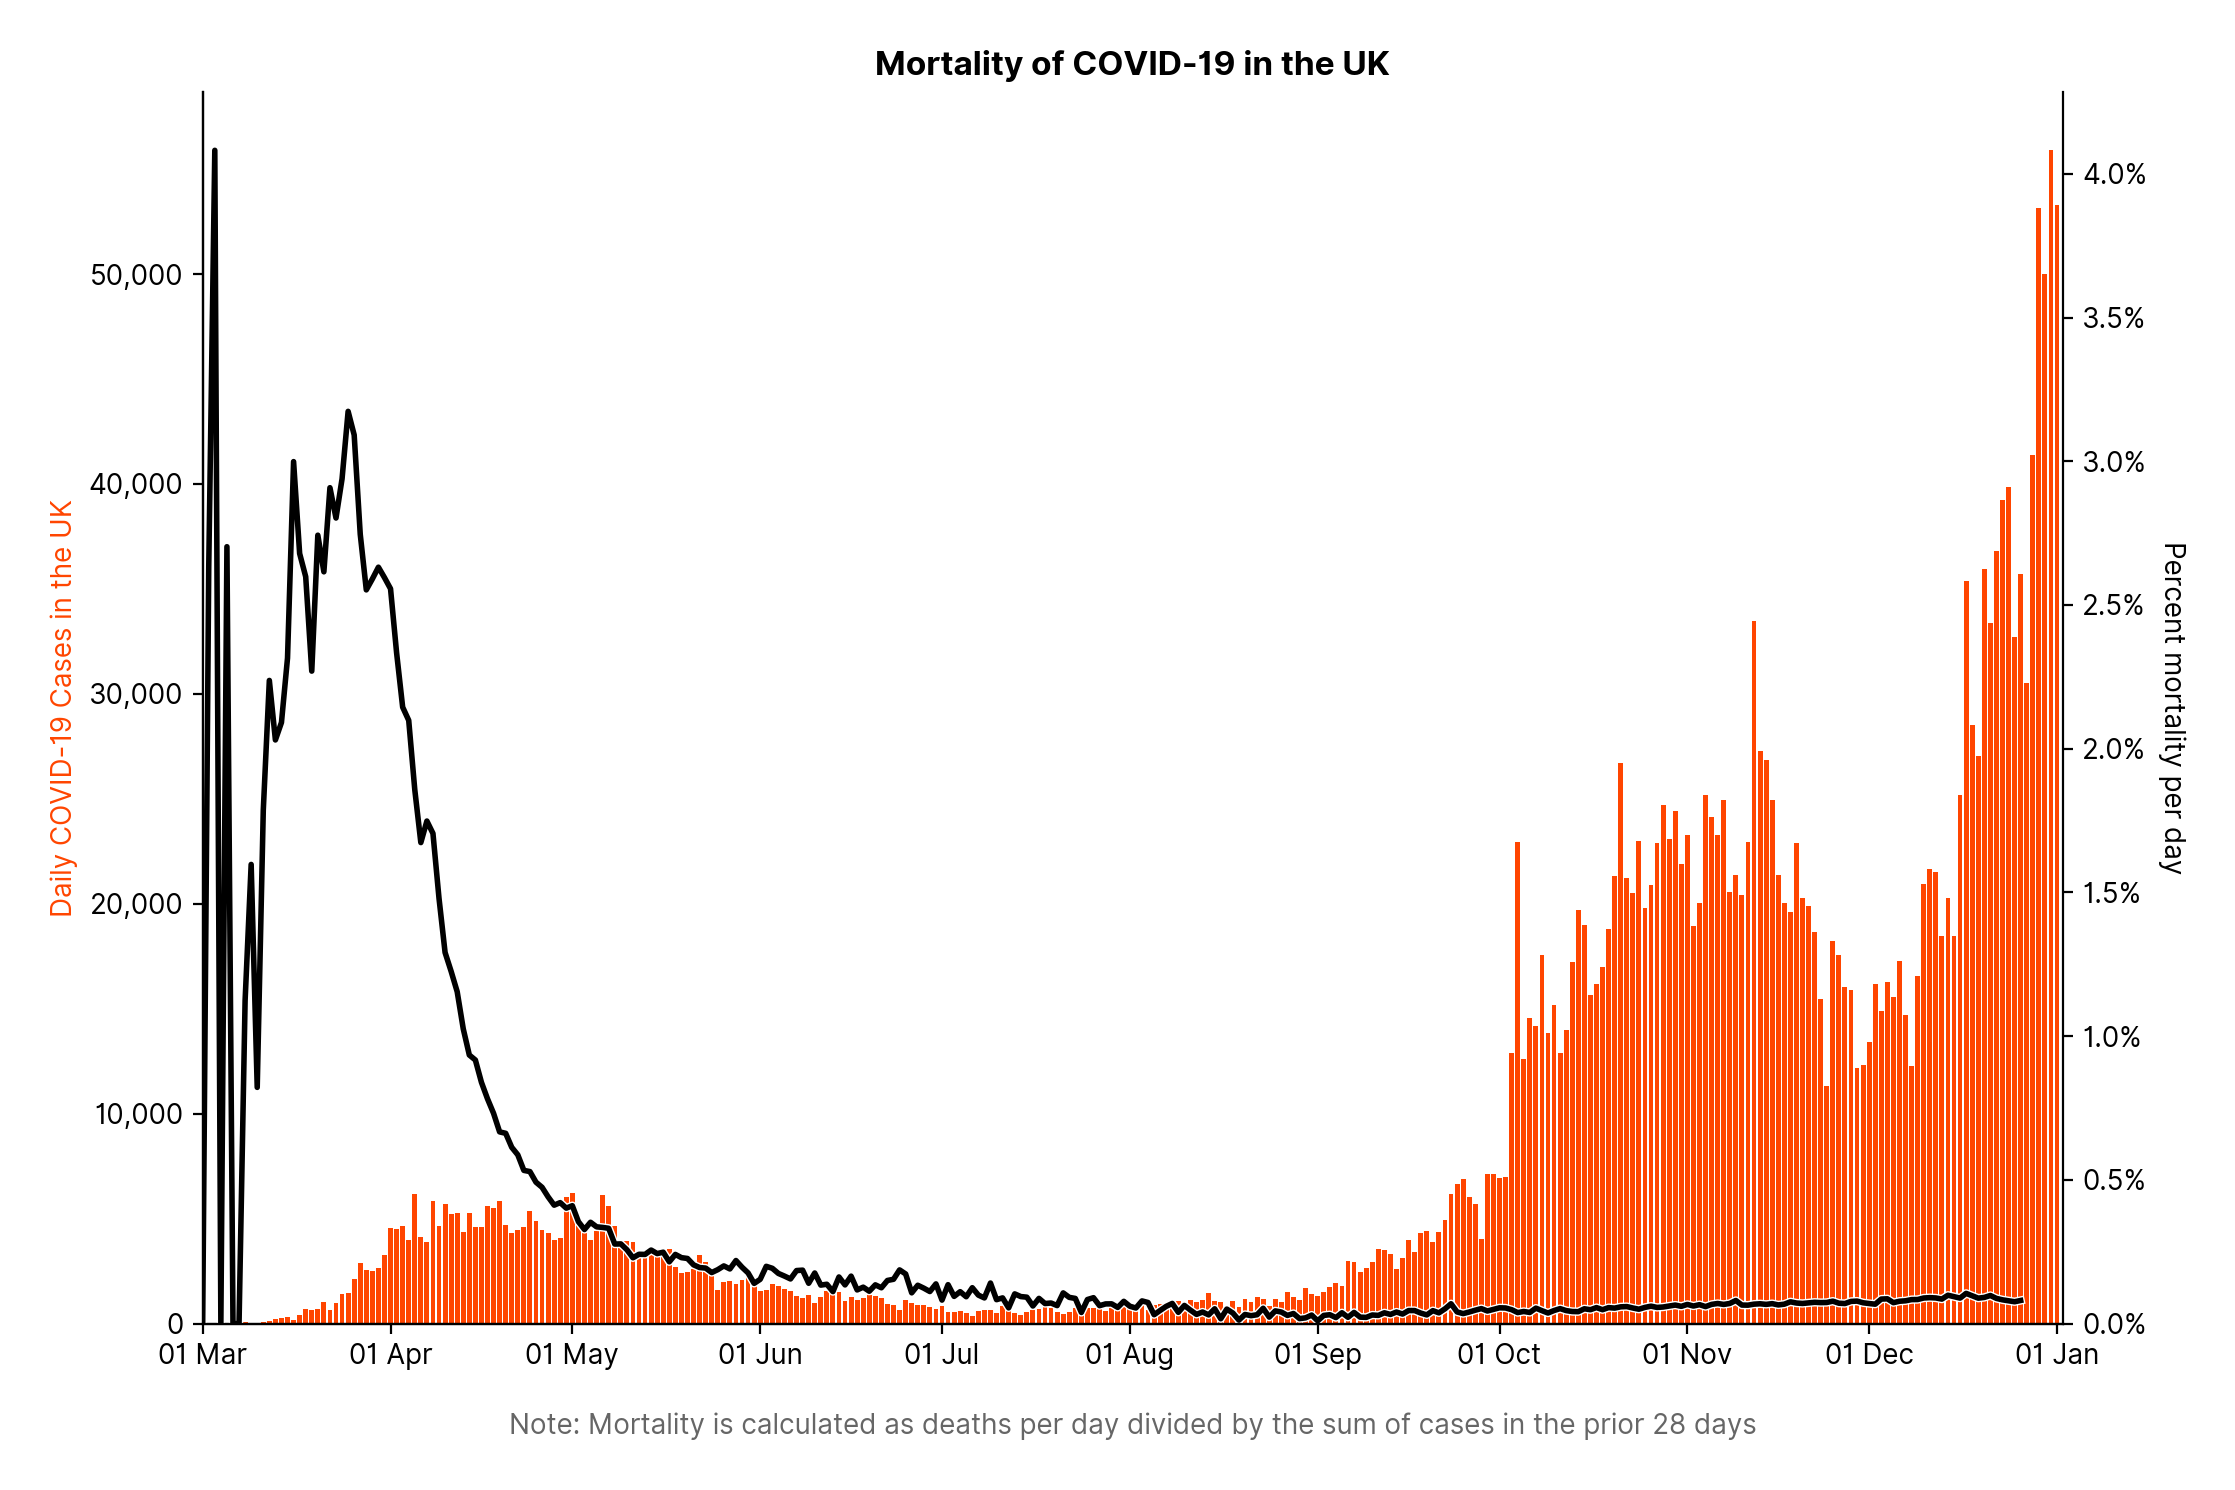 Mortality of COVID-19 in the UK
Daily COVID-19 Cases in the UK
50,000
40,000
30,000
20,000
10,000
0
4.0%
3.5%
3.0%
2.5%
2.0%
1.5%
1.0%
0.5%
0.0%
Percent mortality per day
01 Mar
01 Apr
01 May
01 Jun
01 Jul
01 Aug
01 Sep
01 Oct
01 Nov
01 Dec
01 Jan
Note: Mortality is calculated as deaths per day divided by the sum of cases in the prior 28 days